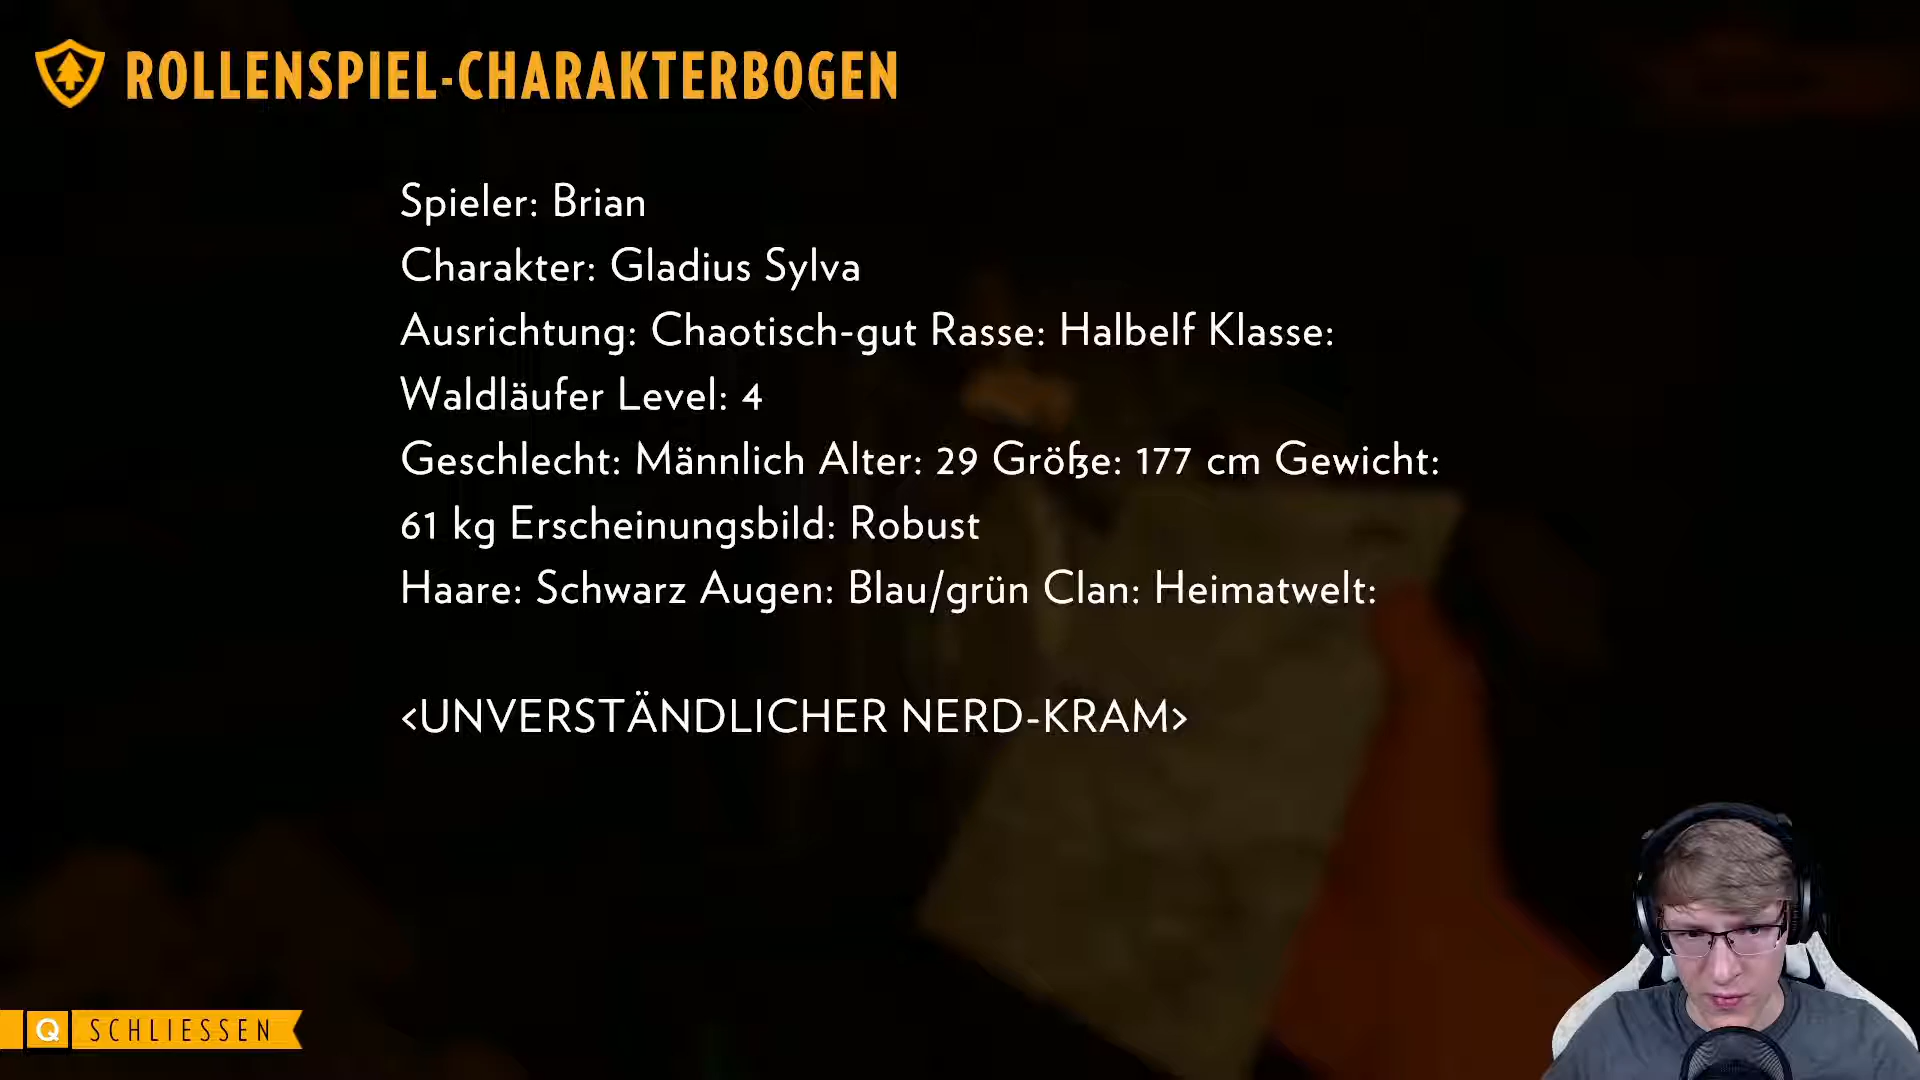 ROLLENSPIEL-CHARAKTERBOGEN
Spieler: Brian
Charakter: Gladius Sylva
Ausrichtung: Chaotisch-gut Rasse: Halbelf Klasse:
Waldläufer Level: 4
Geschlecht: Männlich Alter: 29 Größe: 177 cm Gewicht:
61 kg Erscheinungsbild: Robust
Haare: Schwarz Augen: Blau/grün Clan: Heimatwelt:
<UNVERSTÄNDLICHER NERD-KRAM>
Q SCHLIESSEN